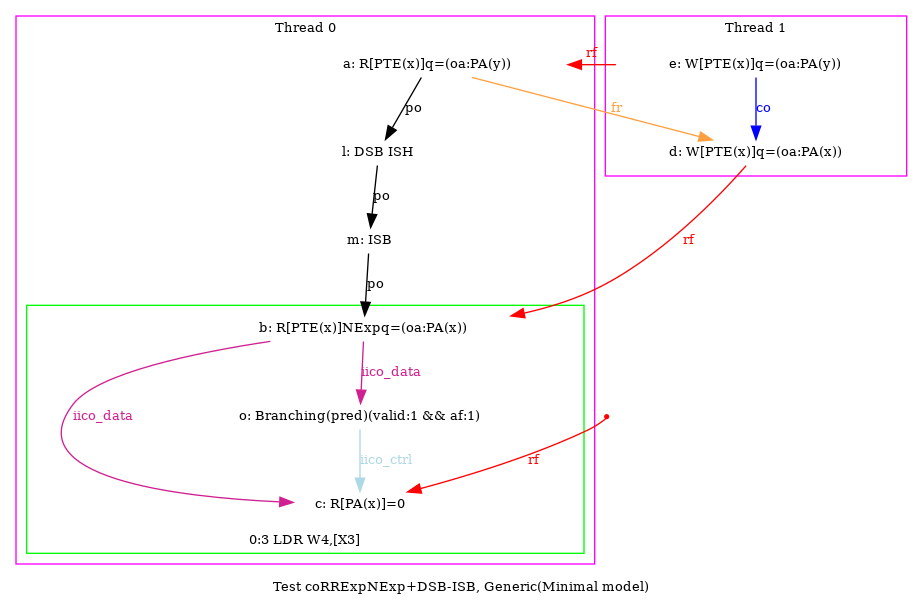 Thread 0
Thread 1
a: R[PTE(x)]q=(oa:PA(y))
rf
e: W[PTE(x)]q=(oa:PA(y))
po
fr
co
l: DSB ISH
d: W[PTE(x)]q=(oa:PA(x))
po
m: ISB
rf
po
b: R[PTE(x)]NExpq=(oa:PA(x))
iico_data
iico_data
o: Branching(pred)(valid:1 && af:1)
iico_ctrl
rf
c: R[PA(x)]=0
0:3 LDR W4,[X3]
Test coRRExpNExp+DSB-ISB, Generic(Minimal model)